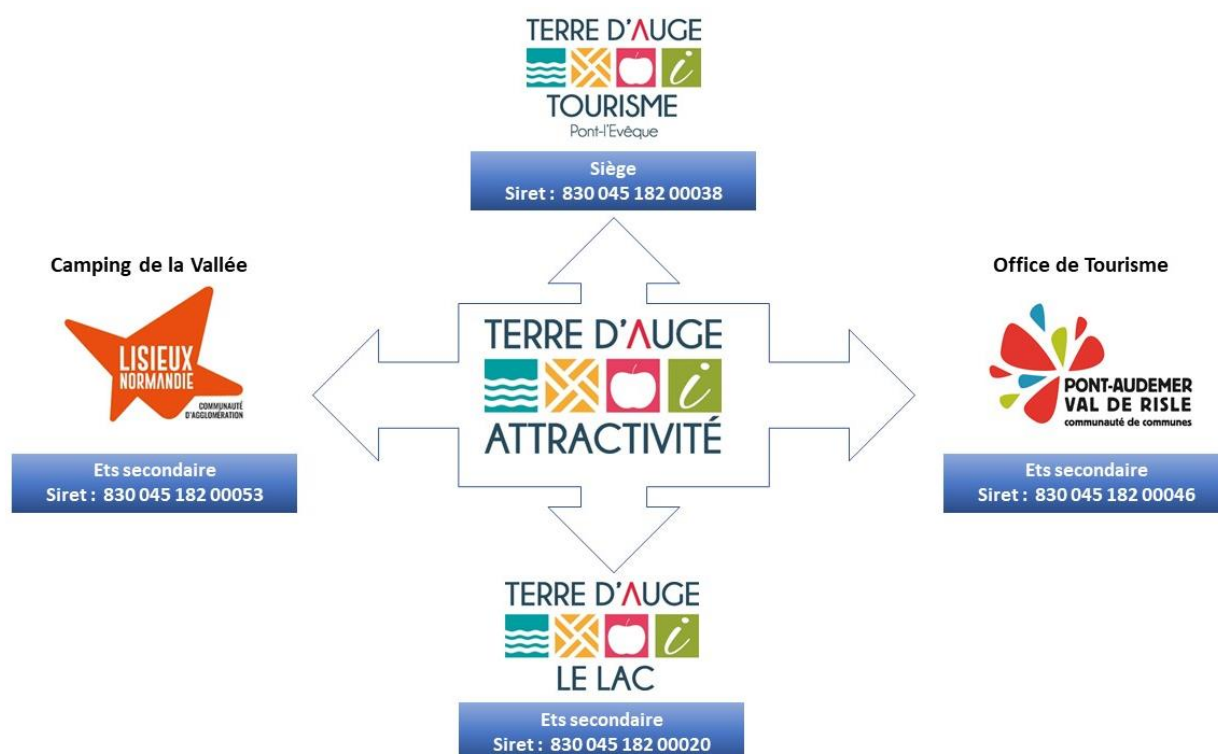 TERRE D'AUGE
i
TOURISME
Pont-l'Evêque
Siège
Siret : 830 045 182 00038
Camping de la Vallée
LISIEUX
NORMANDIE
COMMUNAUTÉ
D'AGGLOMÉRATION
Ets secondaire
Siret : 830 045 182 00053
TERRE D'AUGE
i
ATTRACTIVITÉ
Office de Tourisme
PONT-AUDEMER
VAL DE RISLE
communauté de communes
Ets secondaire
Siret : 830 045 182 00046
TERRE D'AUGE
i
LE LAC
Ets secondaire
Siret : 830 045 182 00020